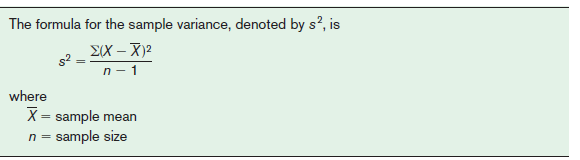 The formula for the sample variance, denoted by s², is
s² = Σ(X – X̅)² / n – 1
where
X̅ = sample mean
n = sample size